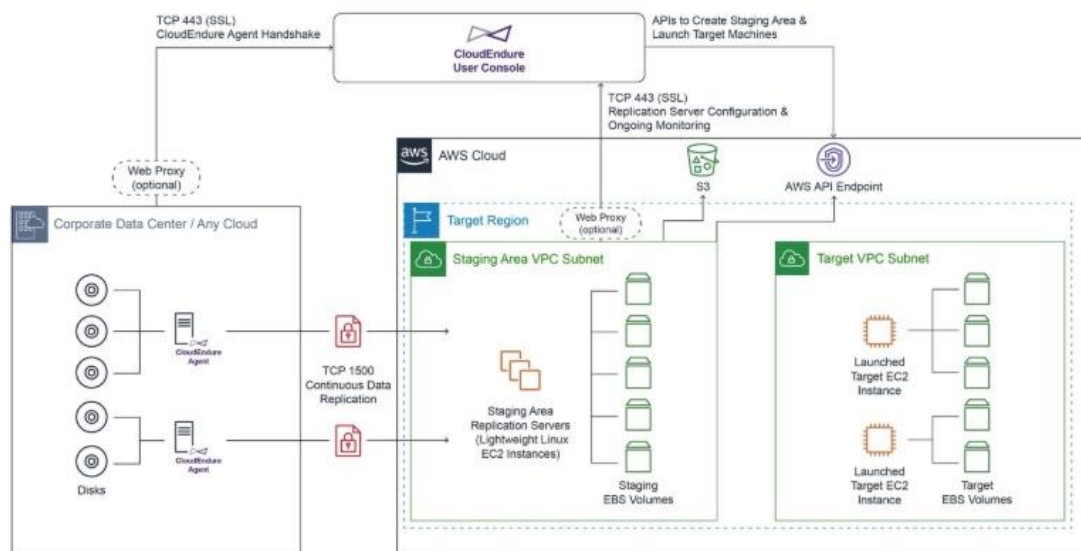 TCP 443 (SSL)
CloudEndure Agent Handshake
CloudEndure
User Console
APIs to Create Staging Area &
Launch Target Machines
TCP 443 (SSL)
Replication Server Configuration &
Ongoing Monitoring
Web Proxy
(optional)
aws
AWS Cloud
S3
AWS API Endpoint
Corporate Data Center / Any Cloud
Target Region
Web Proxy
(optional)
Staging Area VPC Subnet
Target VPC Subnet
CloudEndure
Agent
TCP 1500
Continuous Data
Replication
CloudEndure
Agent
Disks
Staging Area
Replication Servers
(Lightweight Linux
EC2 Instances)
Staging
EBS Volumes
Launched
Target EC2
Instance
Launched
Target EC2
Instance
Target
EBS Volumes